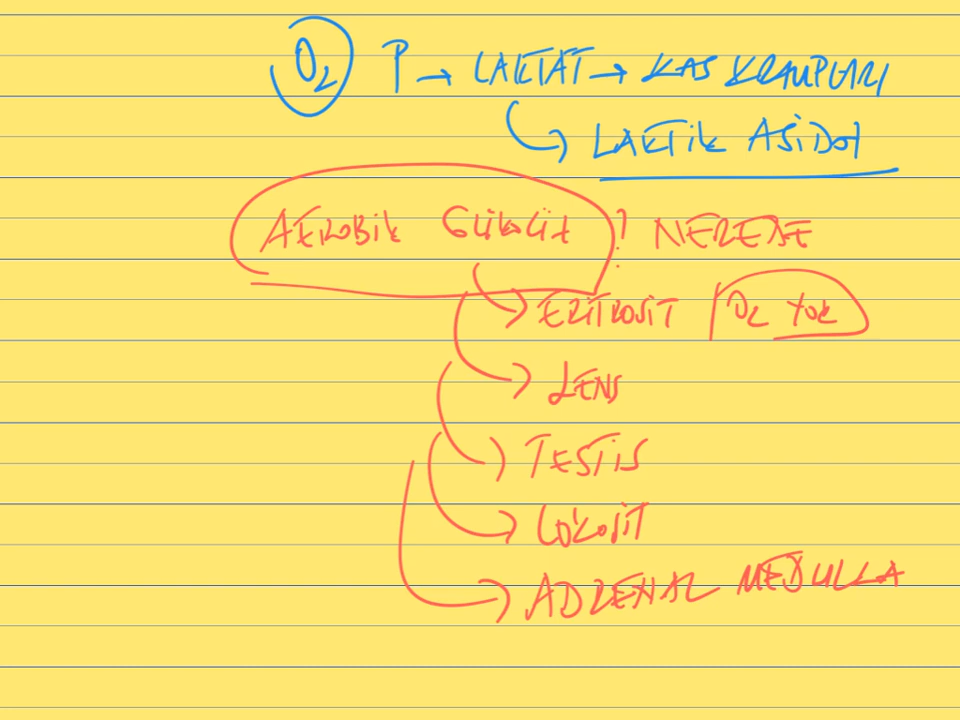 O₂ P → LAKTAT → KAS KRAMPLARI
→ LAKTİK ASİDOZ
AEROBİK GLİKOLİZ ? NEREDE
→ ERİTROSİT O₂ YOK
→ LENS
→ TESTİS
→ LÖKOSİT
→ ADRENAL MEDULLA